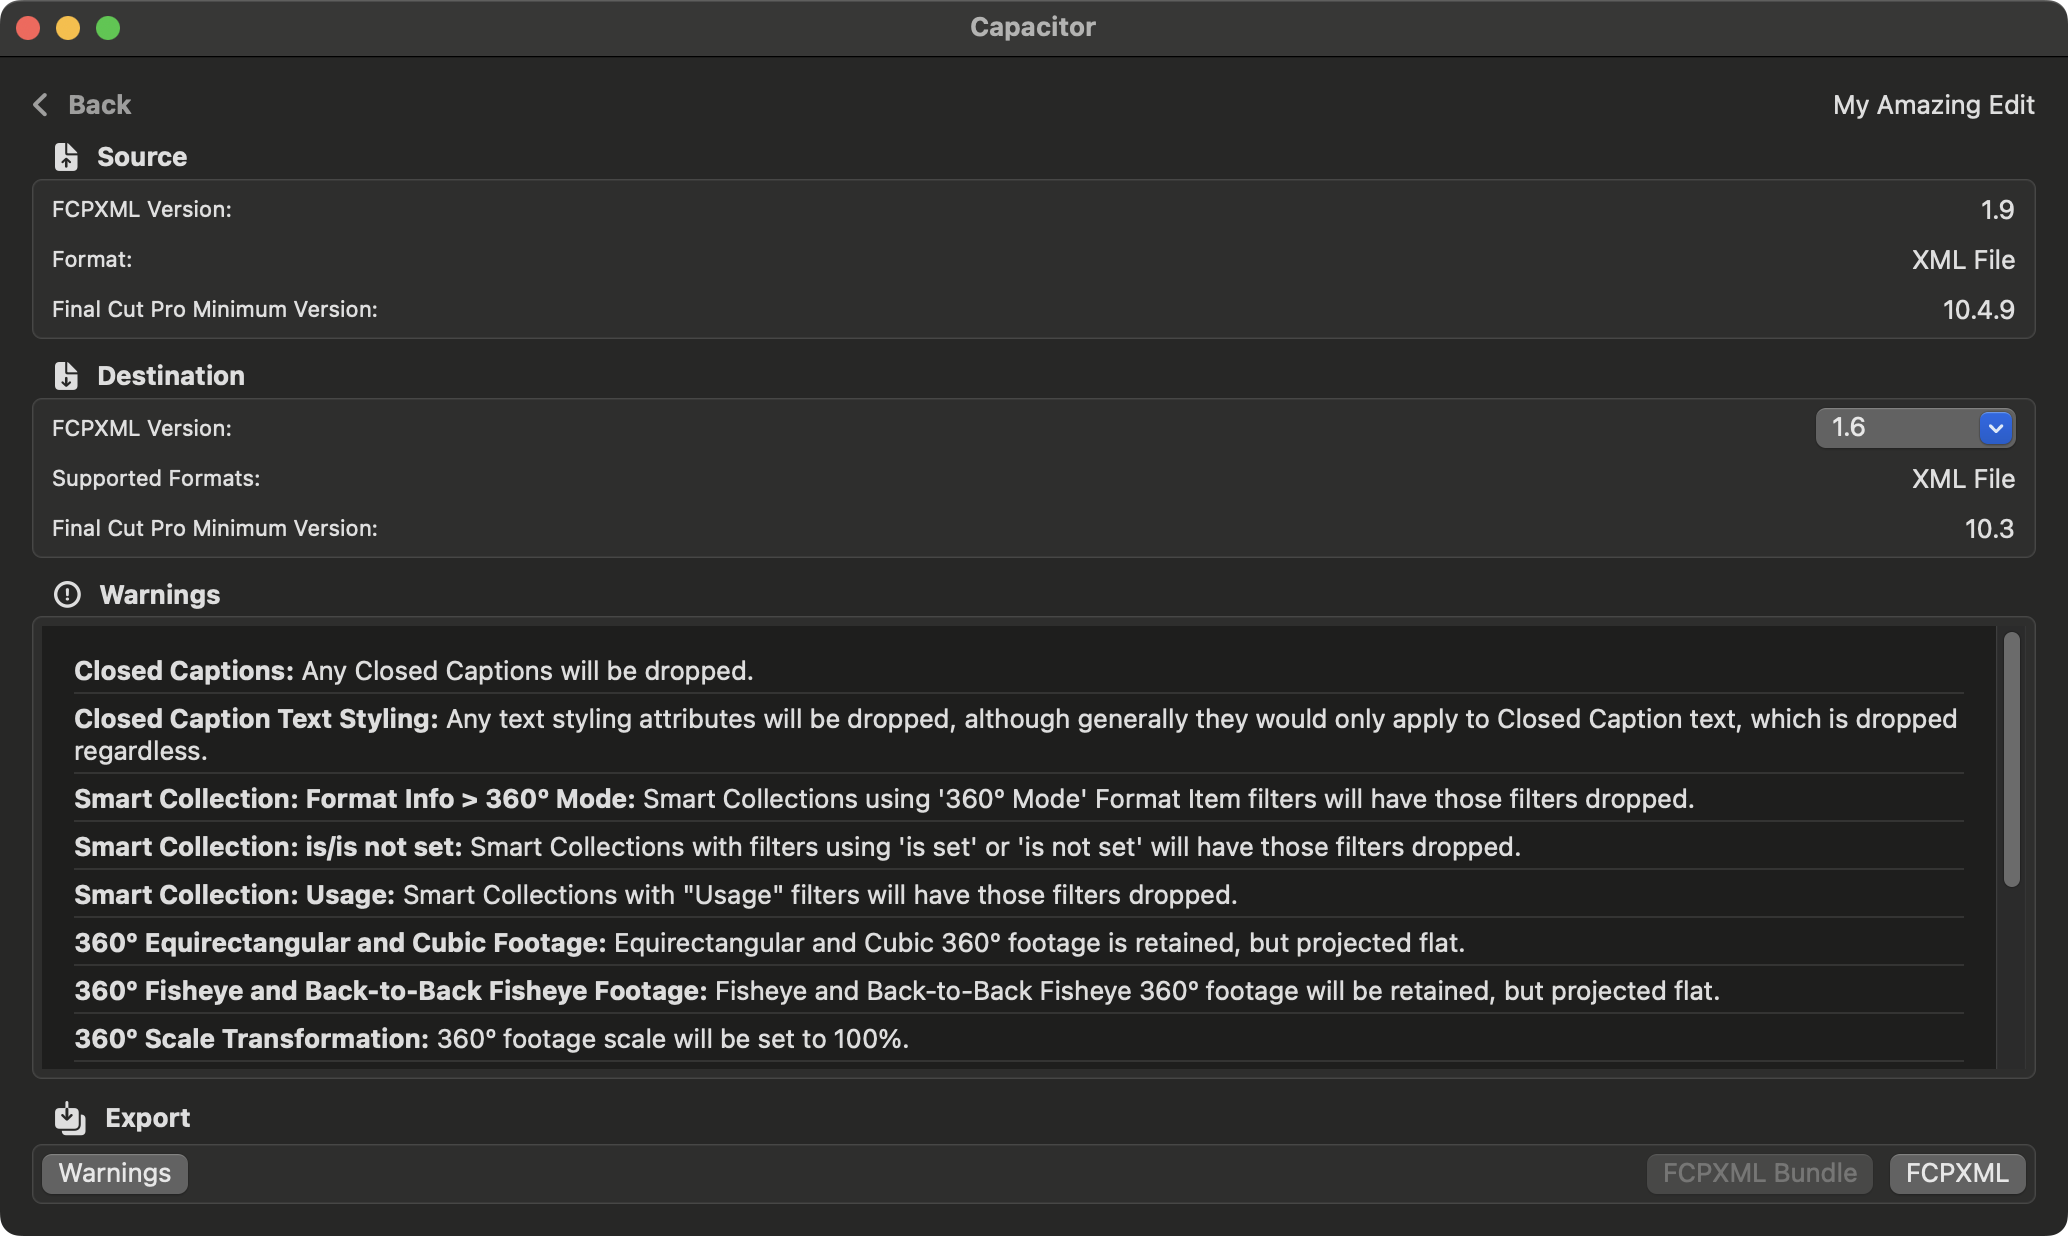 Capacitor
Back
My Amazing Edit
Source
FCPXML Version:
1.9
Format:
XML File
Final Cut Pro Minimum Version:
10.4.9
Destination
FCPXML Version:
1.6
Supported Formats:
XML File
Final Cut Pro Minimum Version:
10.3
Warnings
Closed Captions: Any Closed Captions will be dropped.
Closed Caption Text Styling: Any text styling attributes will be dropped, although generally they would only apply to Closed Caption text, which is dropped
regardless.
Smart Collection: Format Info > 360º Mode: Smart Collections using '360º Mode' Format Item filters will have those filters dropped.
Smart Collection: is/is not set: Smart Collections with filters using 'is set' or 'is not set' will have those filters dropped.
Smart Collection: Usage: Smart Collections with "Usage" filters will have those filters dropped.
360º Equirectangular and Cubic Footage: Equirectangular and Cubic 360º footage is retained, but projected flat.
360º Fisheye and Back-to-Back Fisheye Footage: Fisheye and Back-to-Back Fisheye 360º footage will be retained, but projected flat.
360º Scale Transformation: 360º footage scale will be set to 100%.
Export
Warnings
FCPXML Bundle
FCPXML